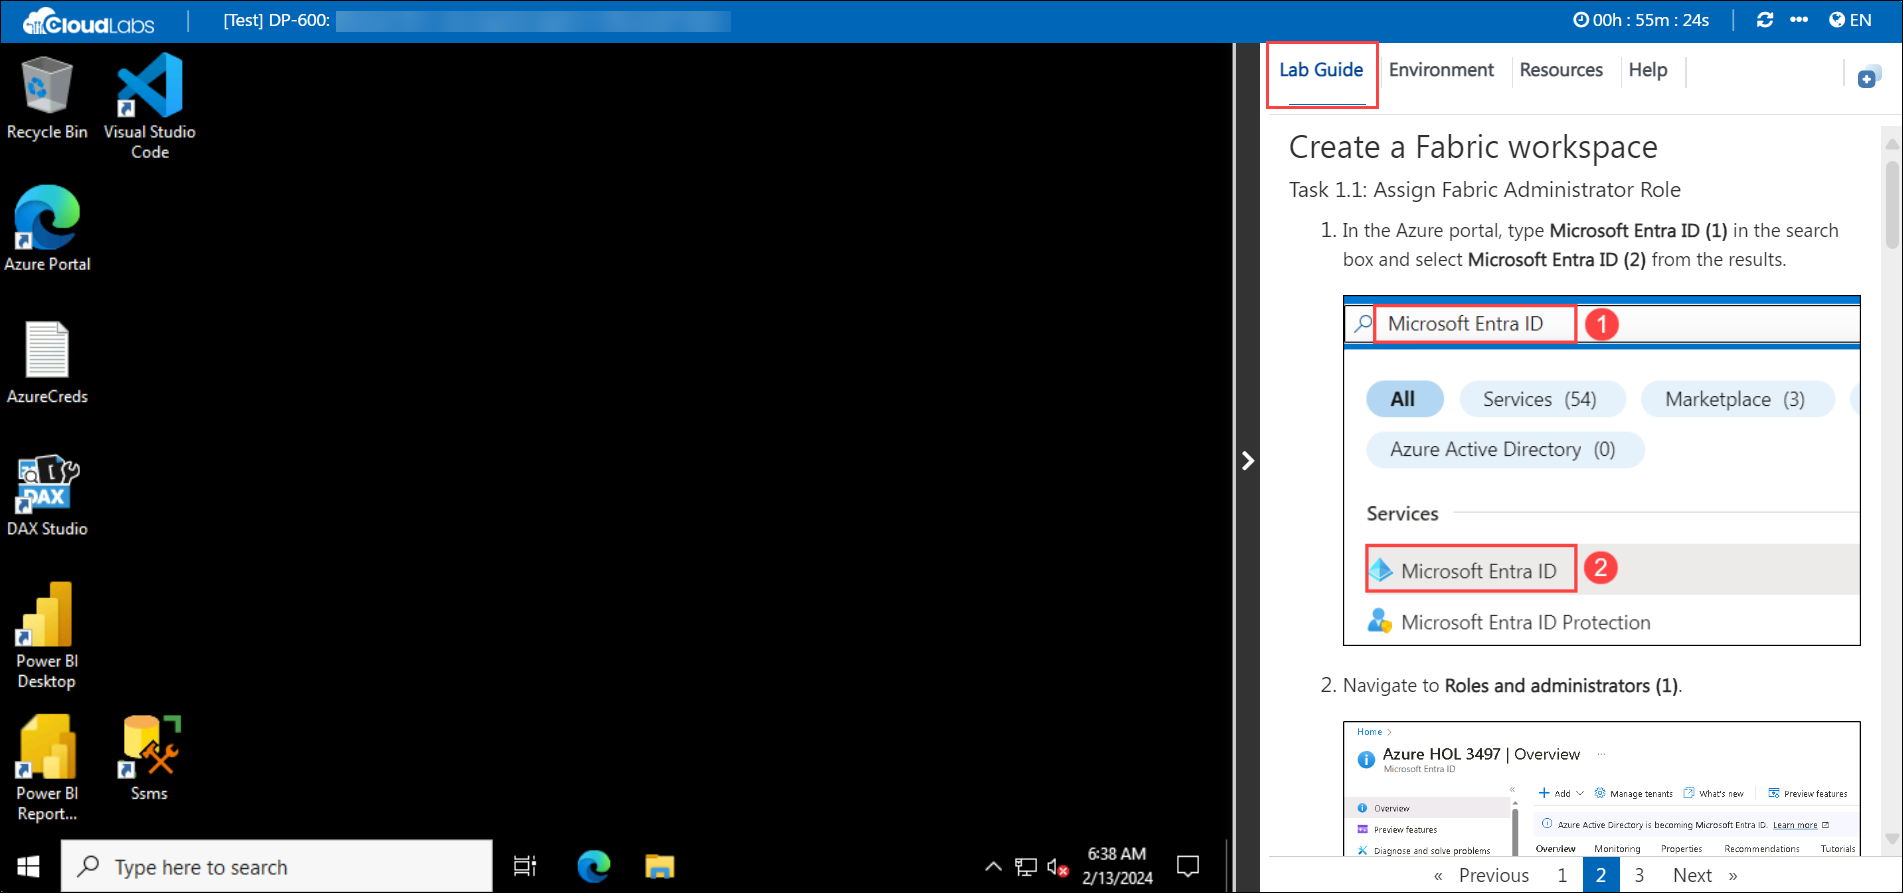 CloudLabs
[Test] DP-600:
00h : 55m : 24s
EN
Recycle Bin
Visual Studio
Code
Azure Portal
AzureCreds
DAX
DAX Studio
Power BI
Desktop
Power BI
Report...
Ssms
Type here to search
6:38 AM
2/13/2024
Lab Guide
Environment
Resources
Help
Create a Fabric workspace
Task 1.1: Assign Fabric Administrator Role
1. In the Azure portal, type Microsoft Entra ID (1) in the search
box and select Microsoft Entra ID (2) from the results.
Microsoft Entra ID
1
All
Services (54)
Marketplace (3)
Azure Active Directory (0)
Services
Microsoft Entra ID
2
Microsoft Entra ID Protection
2. Navigate to Roles and administrators (1).
Home >
Azure HOL 3497 | Overview ...
Microsoft Entra ID
«
+ Add
Manage tenants
What's new
Preview features
Overview
Preview features
Diagnose and solve problems
Azure Active Directory is becoming Microsoft Entra ID. Learn more
Overview
Monitoring
Properties
Recommendations
Tutorials
« Previous 1 2 3 Next »